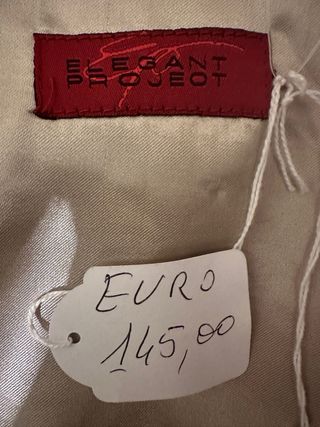 ELEGANT
PROJECT
EURO
145,00